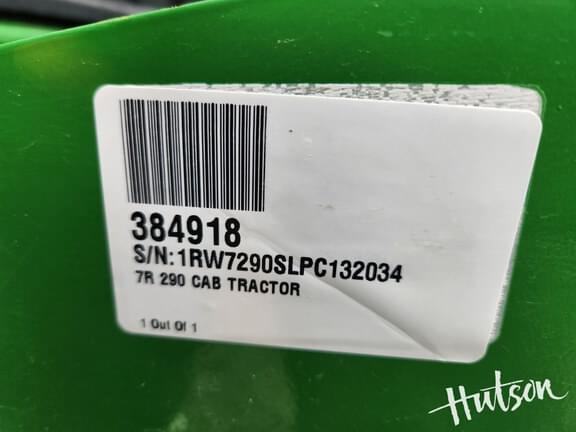 384918
S/N:1RW7290SLPC132034
7R 290 CAB TRACTOR
1 Out Of 1
Hutson